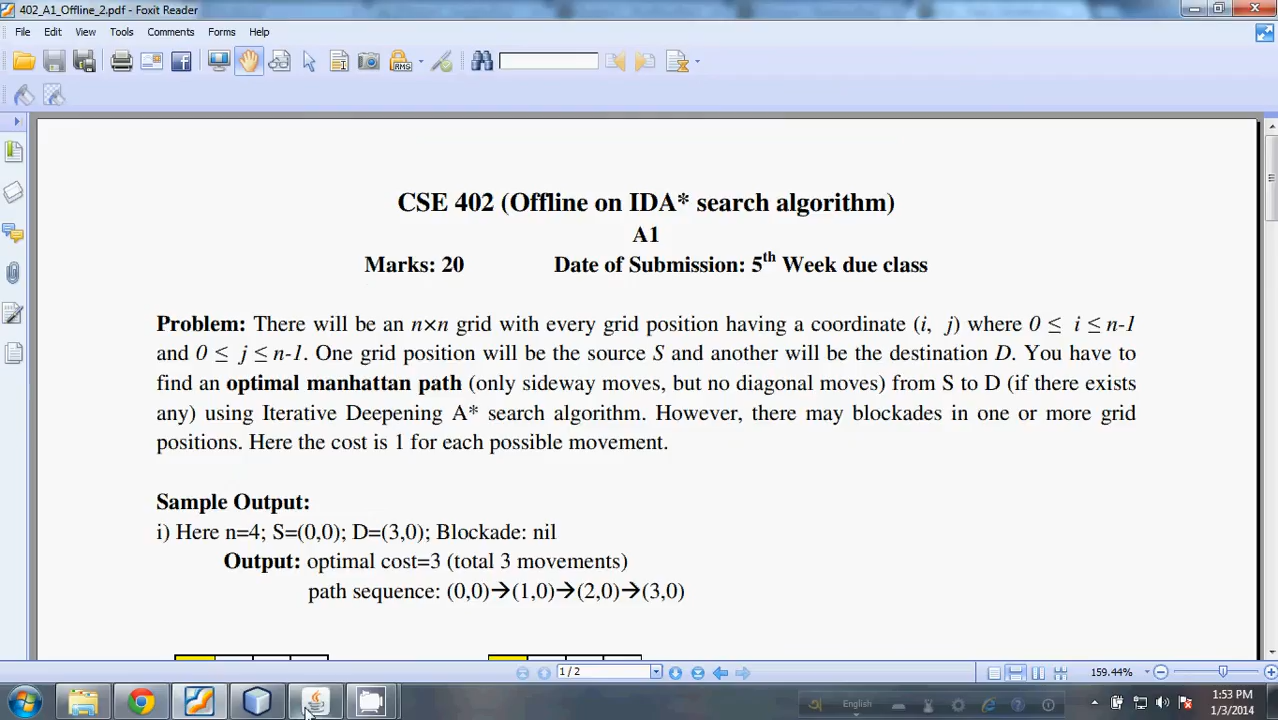 402_A1_Offline_2.pdf - Foxit Reader
File Edit View Tools Comments Forms Help
RMS
CSE 402 (Offline on IDA* search algorithm)
A1
Marks: 20 Date of Submission: 5th Week due class
Problem: There will be an n×n grid with every grid position having a coordinate (i, j) where 0 ≤ i ≤ n-1
and 0 ≤ j ≤ n-1. One grid position will be the source S and another will be the destination D. You have to
find an optimal manhattan path (only sideway moves, but no diagonal moves) from S to D (if there exists
any) using Iterative Deepening A* search algorithm. However, there may blockades in one or more grid
positions. Here the cost is 1 for each possible movement.
Sample Output:
i) Here n=4; S=(0,0); D=(3,0); Blockade: nil
Output: optimal cost=3 (total 3 movements)
path sequence: (0,0)→(1,0)→(2,0)→(3,0)
1 / 2
159.44%
English
1:53 PM
1/3/2014